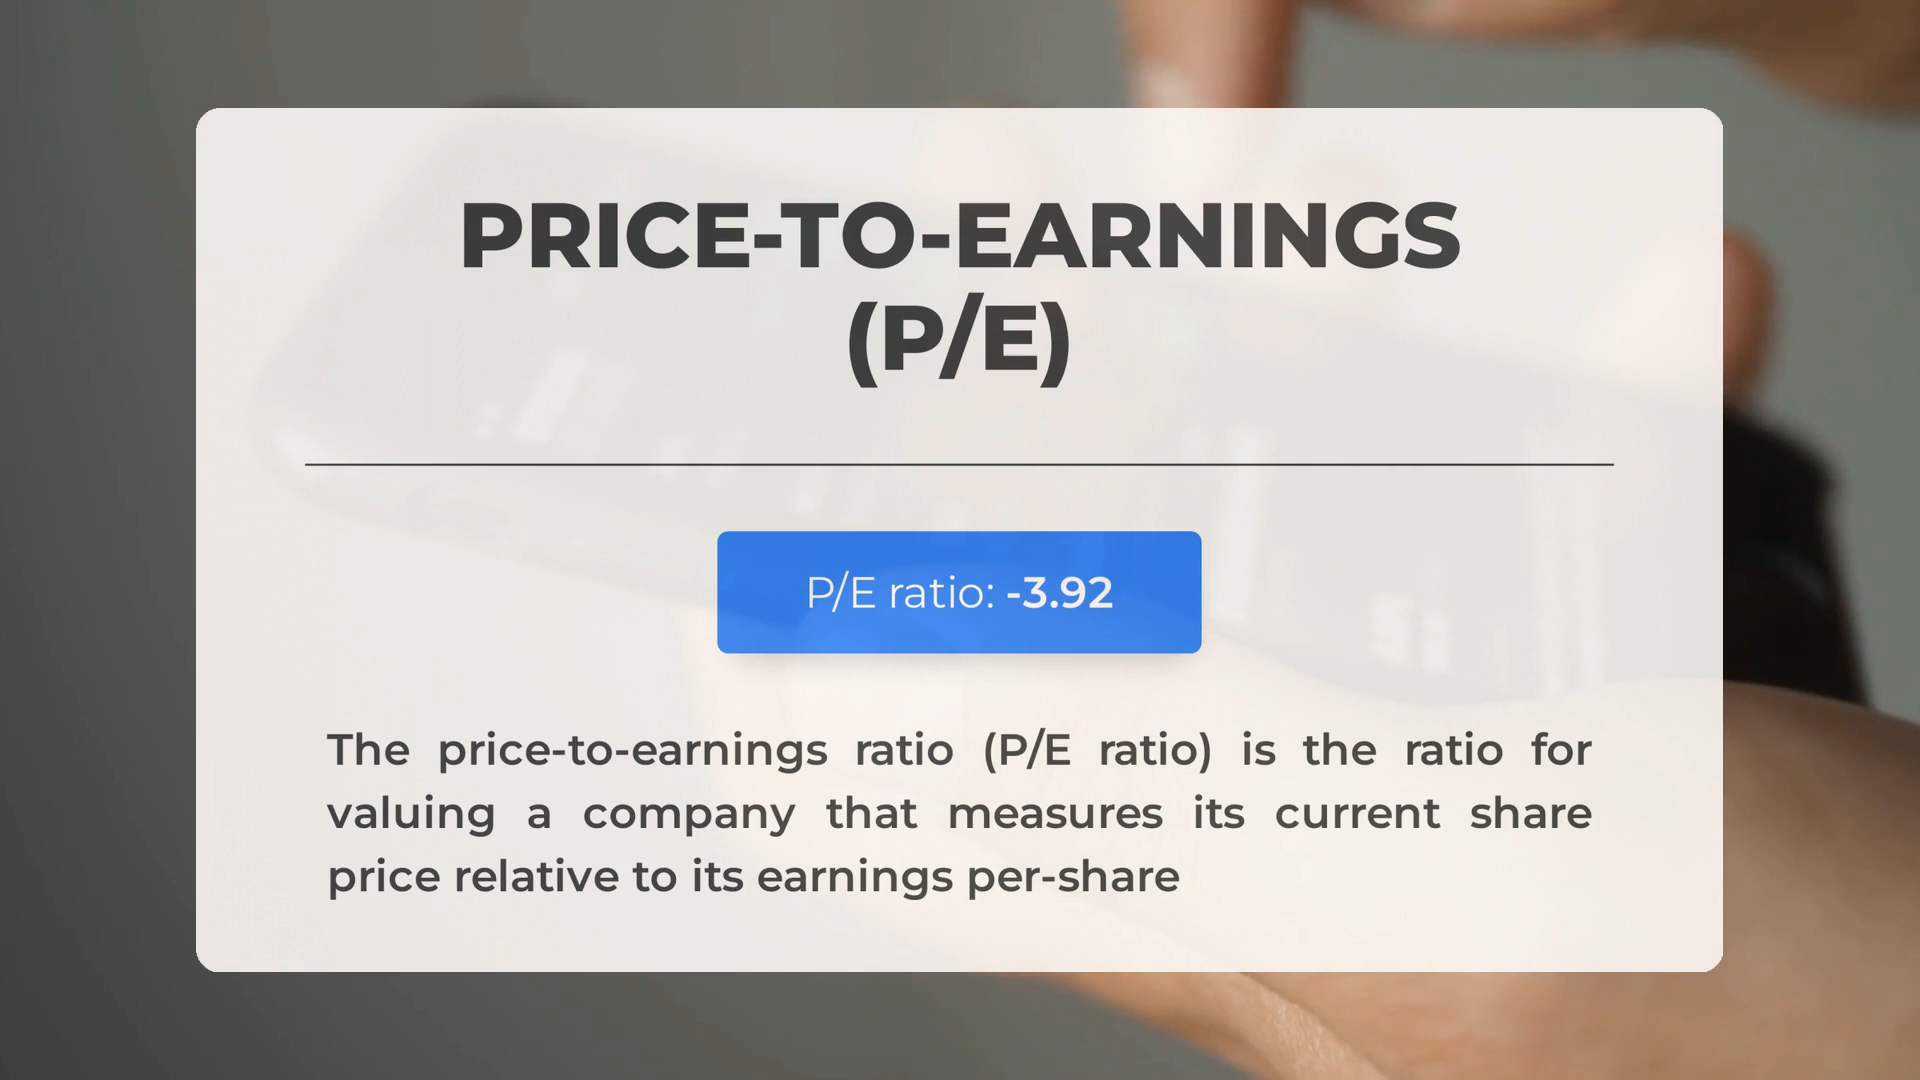 PRICE-TO-EARNINGS
(P/E)
P/E ratio: -3.92
The price-to-earnings ratio (P/E ratio) is the ratio for
valuing a company that measures its current share
price relative to its earnings per-share